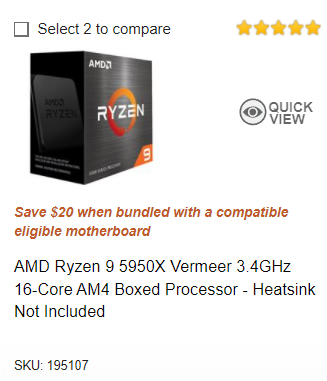 Select 2 to compare
AMD
RYZEN
9
QUICK
VIEW
Save $20 when bundled with a compatible
eligible motherboard
AMD Ryzen 9 5950X Vermeer 3.4GHz
16-Core AM4 Boxed Processor - Heatsink
Not Included
SKU: 195107